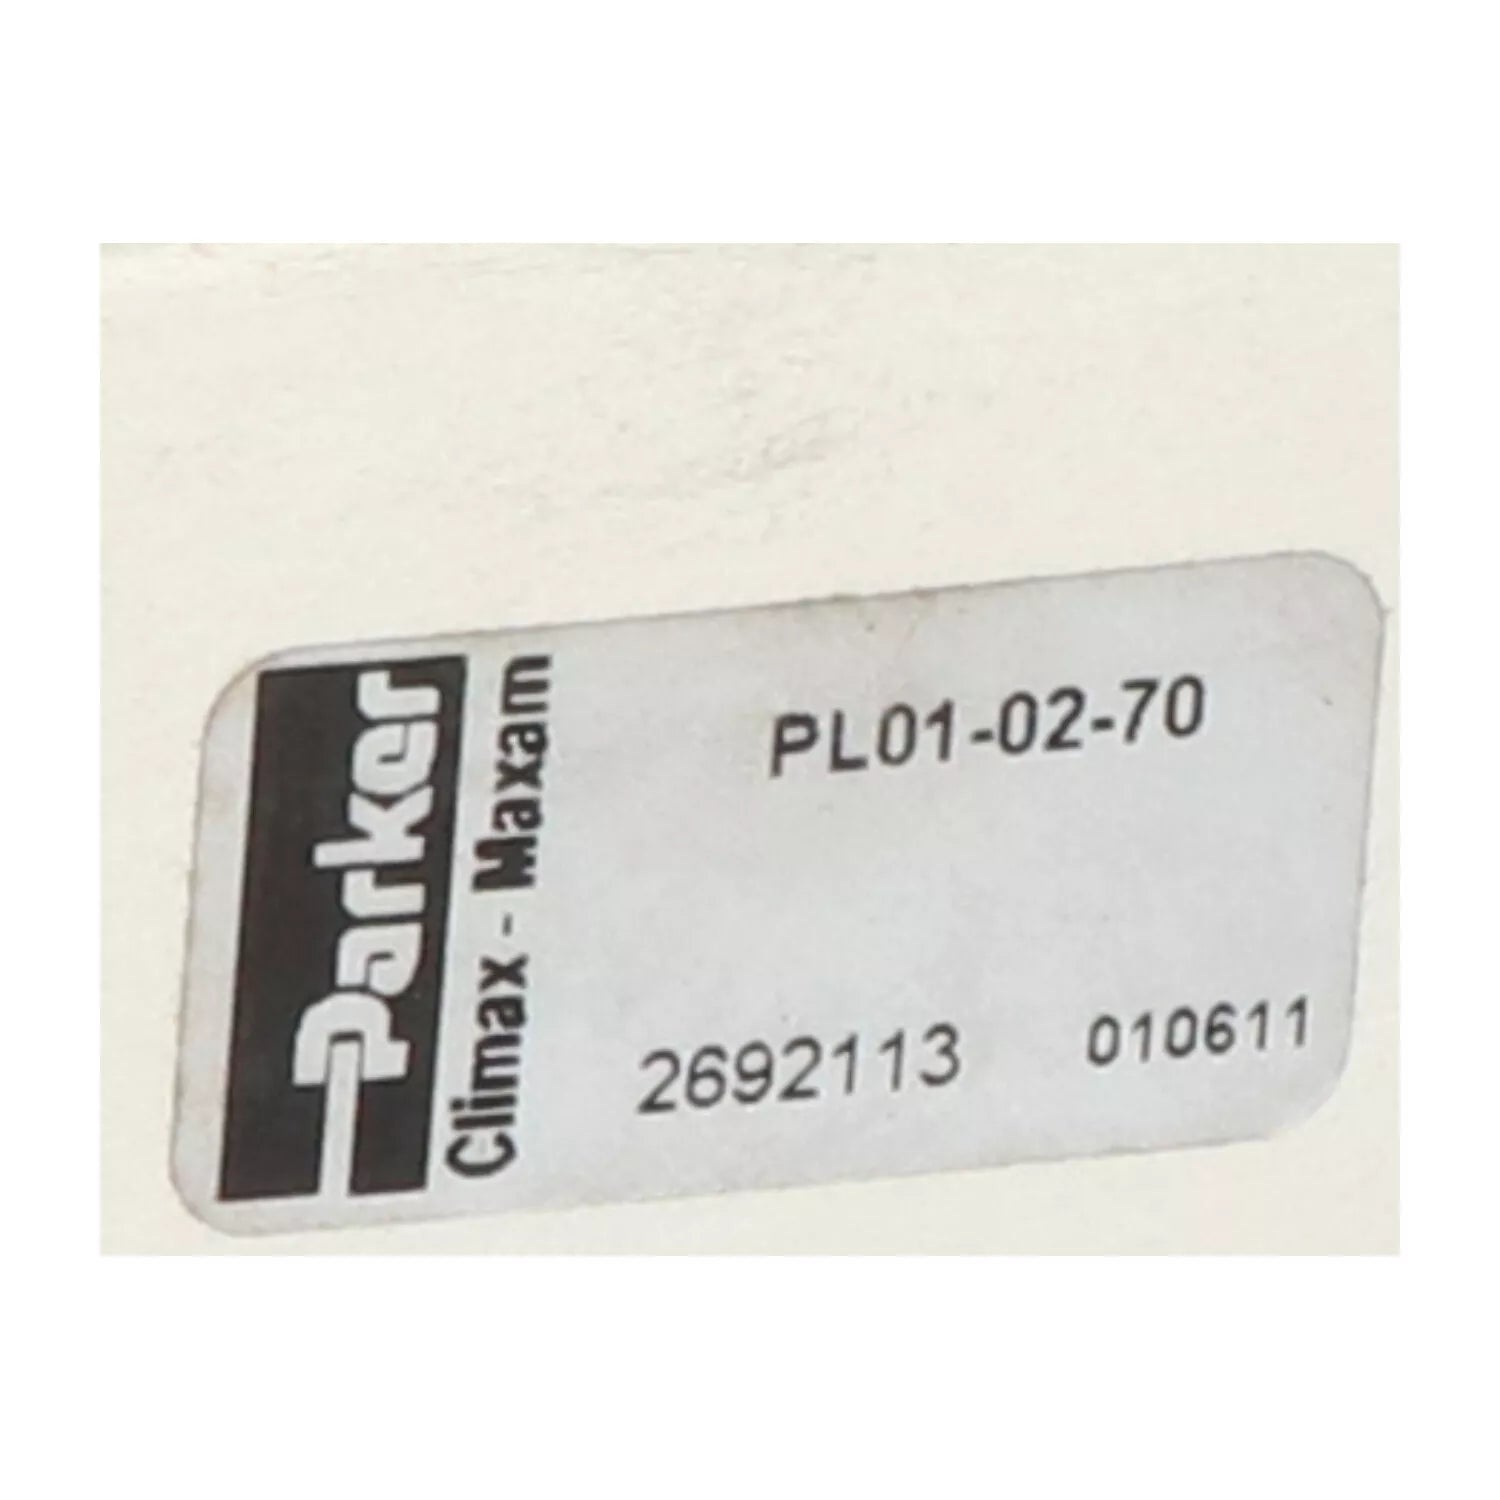 Parker
Climax - Maxam
PL01-02-70
2692113 010611